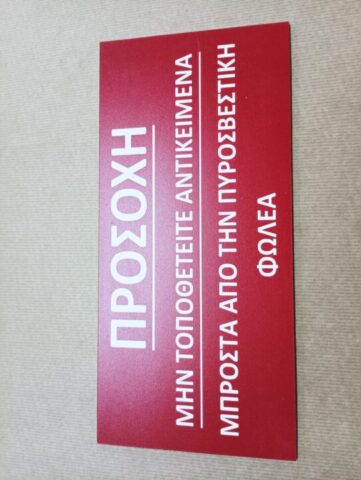 ΠΡΟΣΟΧΗ
ΜΗΝ ΤΟΠΟΘΕΤΕΙΤΕ ΑΝΤΙΚΕΙΜΕΝΑ
ΜΠΡΟΣΤΑ ΑΠΟ ΤΗΝ ΠΥΡΟΣΒΕΣΤΙΚΗ
ΦΩΛΕΑ